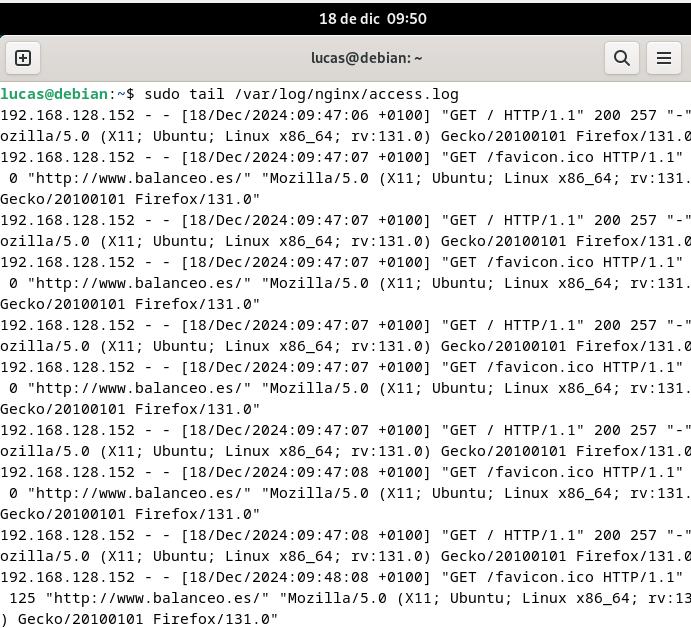 18 de dic  09:50
lucas@debian: ~
lucas@debian:~$ sudo tail /var/log/nginx/access.log
192.168.128.152 - - [18/Dec/2024:09:47:06 +0100] "GET / HTTP/1.1" 200 257 "-"
ozilla/5.0 (X11; Ubuntu; Linux x86_64; rv:131.0) Gecko/20100101 Firefox/131.0
192.168.128.152 - - [18/Dec/2024:09:47:07 +0100] "GET /favicon.ico HTTP/1.1"
0 "http://www.balanceo.es/" "Mozilla/5.0 (X11; Ubuntu; Linux x86_64; rv:131.
Gecko/20100101 Firefox/131.0"
192.168.128.152 - - [18/Dec/2024:09:47:07 +0100] "GET / HTTP/1.1" 200 257 "-"
ozilla/5.0 (X11; Ubuntu; Linux x86_64; rv:131.0) Gecko/20100101 Firefox/131.0
192.168.128.152 - - [18/Dec/2024:09:47:07 +0100] "GET /favicon.ico HTTP/1.1"
0 "http://www.balanceo.es/" "Mozilla/5.0 (X11; Ubuntu; Linux x86_64; rv:131.
Gecko/20100101 Firefox/131.0"
192.168.128.152 - - [18/Dec/2024:09:47:07 +0100] "GET / HTTP/1.1" 200 257 "-"
ozilla/5.0 (X11; Ubuntu; Linux x86_64; rv:131.0) Gecko/20100101 Firefox/131.0
192.168.128.152 - - [18/Dec/2024:09:47:07 +0100] "GET /favicon.ico HTTP/1.1"
0 "http://www.balanceo.es/" "Mozilla/5.0 (X11; Ubuntu; Linux x86_64; rv:131.
Gecko/20100101 Firefox/131.0"
192.168.128.152 - - [18/Dec/2024:09:47:07 +0100] "GET / HTTP/1.1" 200 257 "-"
ozilla/5.0 (X11; Ubuntu; Linux x86_64; rv:131.0) Gecko/20100101 Firefox/131.0
192.168.128.152 - - [18/Dec/2024:09:47:08 +0100] "GET /favicon.ico HTTP/1.1"
0 "http://www.balanceo.es/" "Mozilla/5.0 (X11; Ubuntu; Linux x86_64; rv:131.
Gecko/20100101 Firefox/131.0"
192.168.128.152 - - [18/Dec/2024:09:47:08 +0100] "GET / HTTP/1.1" 200 257 "-"
ozilla/5.0 (X11; Ubuntu; Linux x86_64; rv:131.0) Gecko/20100101 Firefox/131.0
192.168.128.152 - - [18/Dec/2024:09:48:08 +0100] "GET /favicon.ico HTTP/1.1"
125 "http://www.balanceo.es/" "Mozilla/5.0 (X11; Ubuntu; Linux x86_64; rv:13
) Gecko/20100101 Firefox/131.0"